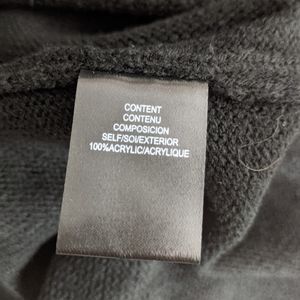 CONTENT
CONTENU
COMPOSICION
SELF/SOI/EXTERIOR
100%ACRYLIC/ACRYLIQUE